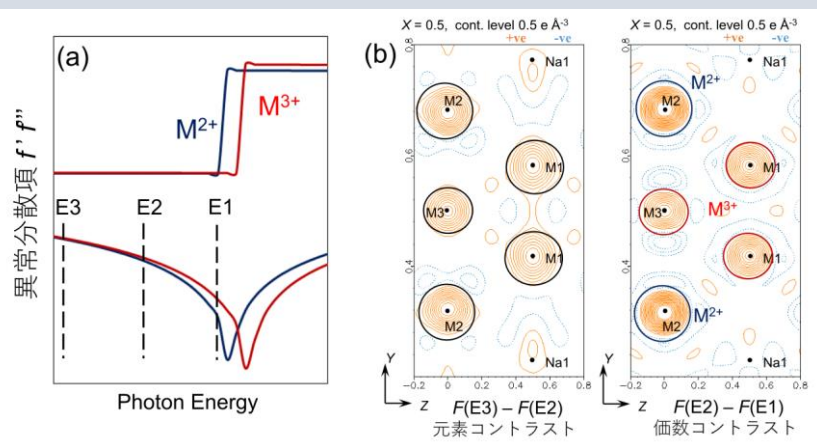 (a)
M2+
M3+
E3
E2
E1
異常分散項 f' f''
Photon Energy
(b)
X = 0.5, cont. level 0.5 e Å-3
+ve
-ve
0.8
0.6
0.4
Na1
M2
M1
M3
M1
M2
Na1
Y
Z
-0.2
0
0.2
0.4
0.6
0.8
F(E3) – F(E2)
元素コントラスト
X = 0.5, cont. level 0.5 e Å-3
+ve
-ve
0.8
0.6
0.4
Na1
M2+
M2
M1
M3
M3+
M1
M2
M2+
Na1
Y
Z
-0.2
0
0.2
0.4
0.6
0.8
F(E2) – F(E1)
価数コントラスト